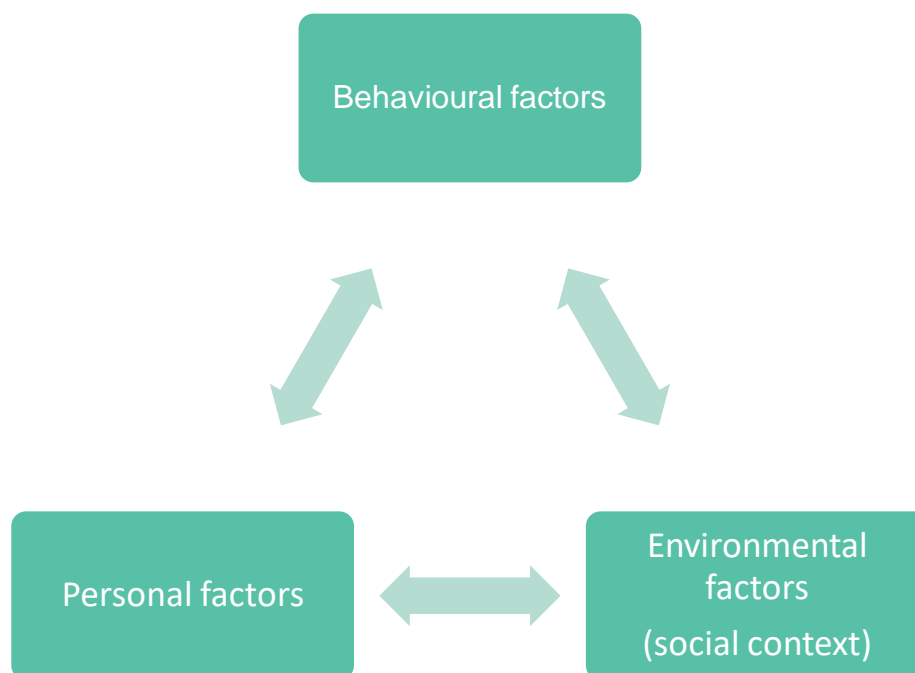 Behavioural factors
Personal factors
Environmental
factors
(social context)